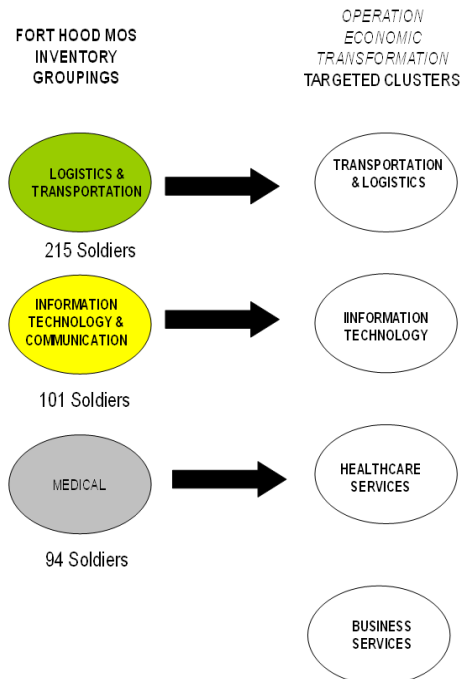 FORT HOOD MOS
INVENTORY
GROUPINGS
OPERATION
ECONOMIC
TRANSFORMATION
TARGETED CLUSTERS
LOGISTICS &
TRANSPORTATION
215 Soldiers
TRANSPORTATION
& LOGISTICS
INFORMATION
TECHNOLOGY &
COMMUNICATION
101 Soldiers
IINFORMATION
TECHNOLOGY
MEDICAL
94 Soldiers
HEALTHCARE
SERVICES
BUSINESS
SERVICES